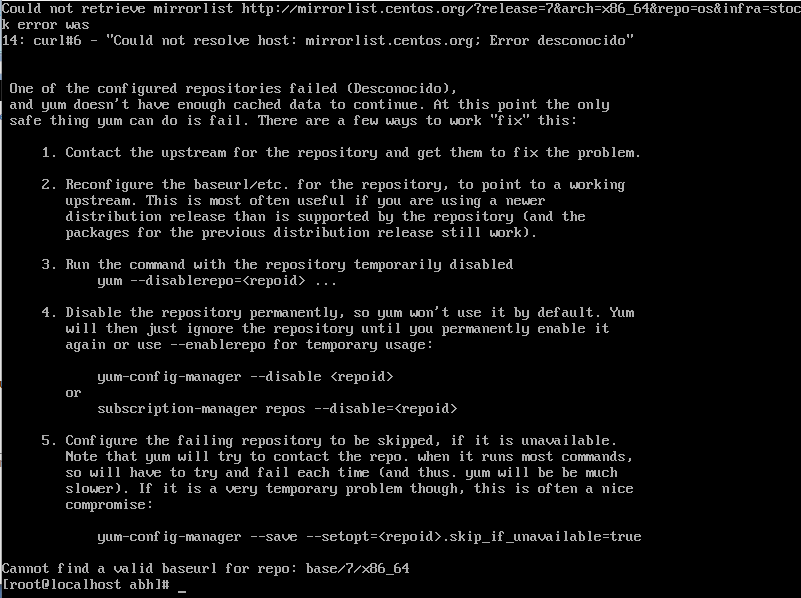 Could not retrieve mirrorlist http://mirrorlist.centos.org/?release=7&arch=x86_64&repo=os&infra=stoc
k error was
14: curl#6 - "Could not resolve host: mirrorlist.centos.org; Error desconocido"
One of the configured repositories failed (Desconocido),
and yum doesn't have enough cached data to continue. At this point the only
safe thing yum can do is fail. There are a few ways to work "fix" this:
1. Contact the upstream for the repository and get them to fix the problem.
2. Reconfigure the baseurl/etc. for the repository, to point to a working
upstream. This is most often useful if you are using a newer
distribution release than is supported by the repository (and the
packages for the previous distribution release still work).
3. Run the command with the repository temporarily disabled
yum --disablerepo=<repoid> ...
4. Disable the repository permanently, so yum won't use it by default. Yum
will then just ignore the repository until you permanently enable it
again or use --enablerepo for temporary usage:
yum-config-manager --disable <repoid>
or
subscription-manager repos --disable=<repoid>
5. Configure the failing repository to be skipped, if it is unavailable.
Note that yum will try to contact the repo. when it runs most commands,
so will have to try and fail each time (and thus. yum will be be much
slower). If it is a very temporary problem though, this is often a nice
compromise:
yum-config-manager --save --setopt=<repoid>.skip_if_unavailable=true
Cannot find a valid baseurl for repo: base/7/x86_64
[root@localhost abh]# _